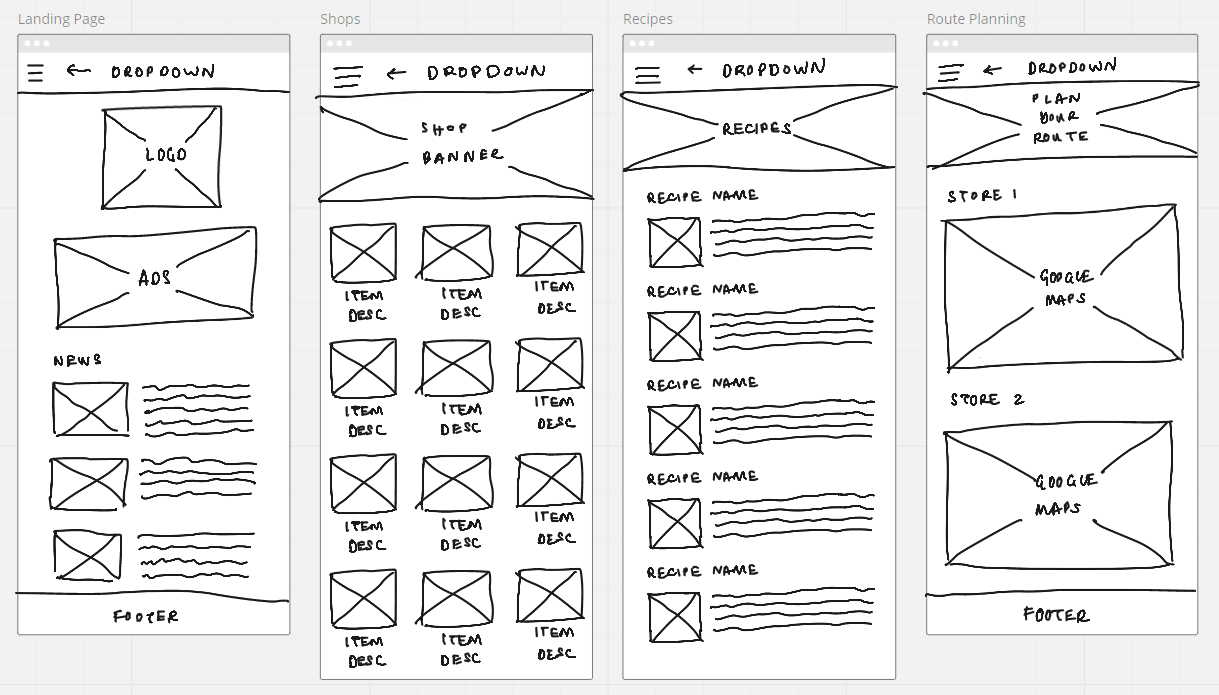 Landing Page
← DROPDOWN
LOGO
ADS
NEWS
FOOTER
Shops
← DROPDOWN
SHOP
BANNER
ITEM
DESC
ITEM
DESC
ITEM
DESC
ITEM
DESC
ITEM
DESC
ITEM
DESC
ITEM
DESC
ITEM
DESC
ITEM
DESC
ITEM
DESC
ITEM
DESC
ITEM
DESC
Recipes
← DROPDOWN
RECIPES
RECIPE NAME
RECIPE NAME
RECIPE NAME
RECIPE NAME
RECIPE NAME
Route Planning
← DROPDOWN
PLAN
YOUR
ROUTE
STORE 1
GOOGLE
MAPS
STORE 2
GOOGLE
MAPS
FOOTER